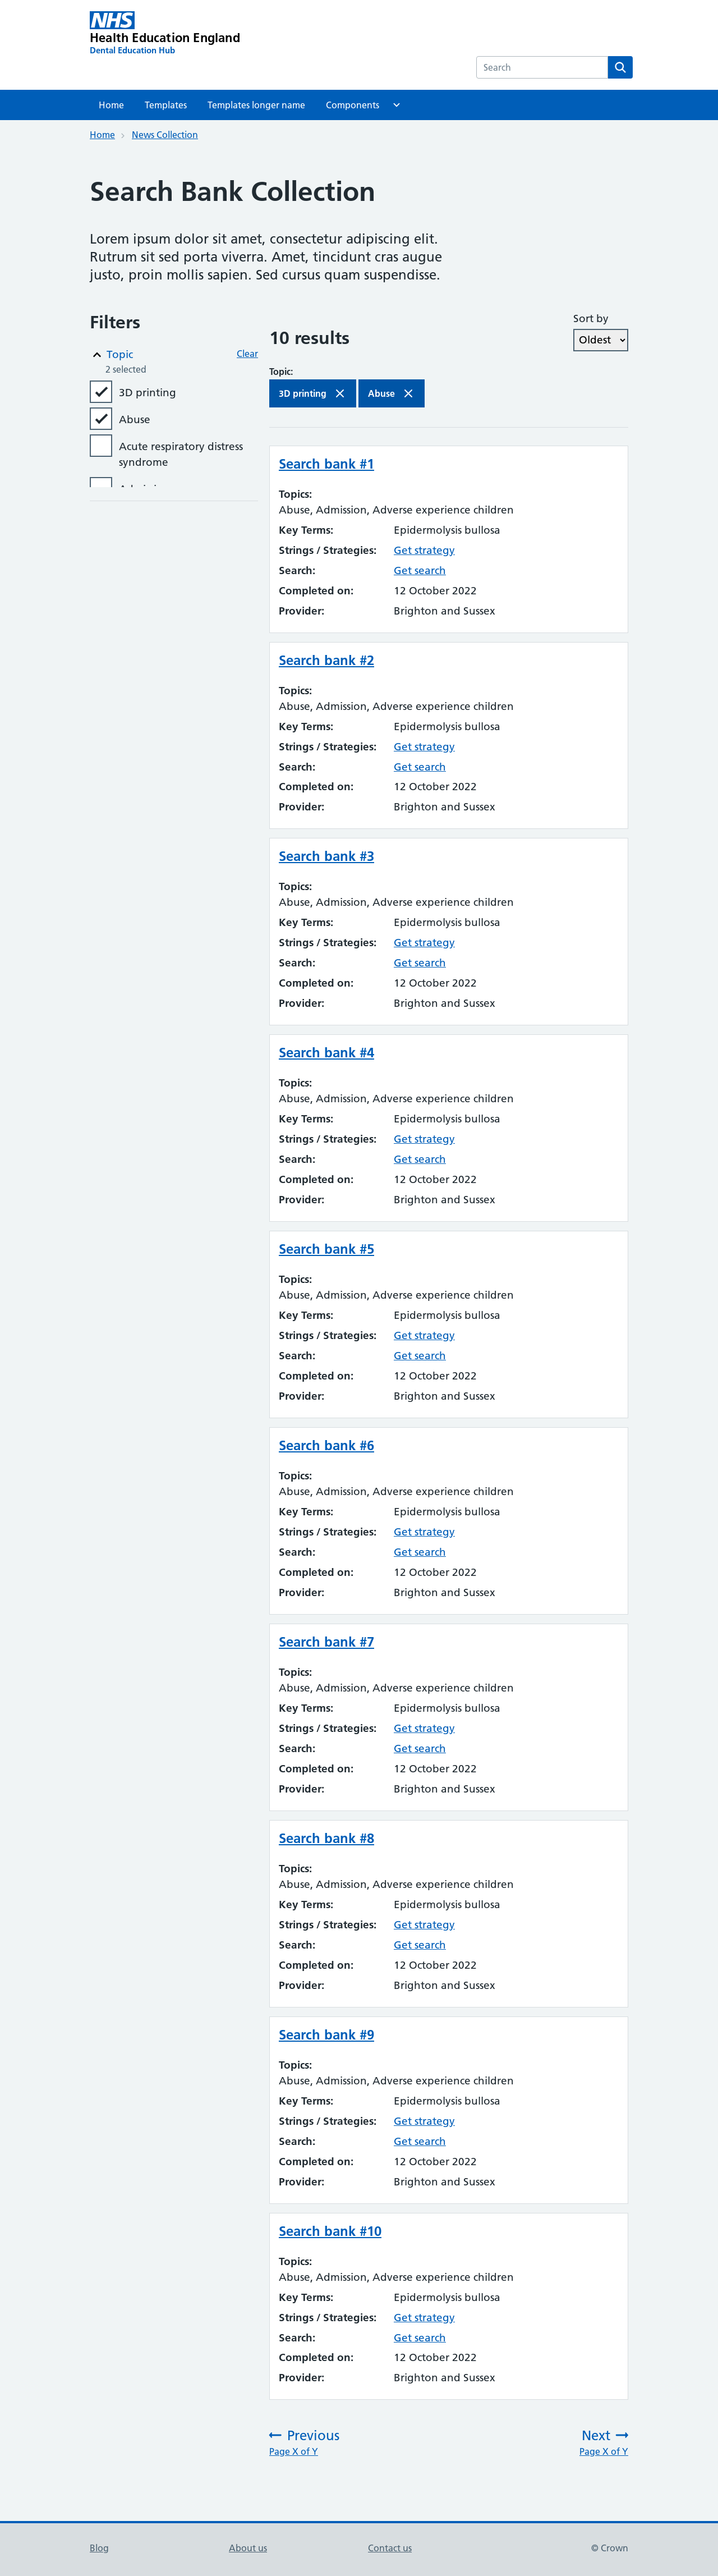 NHS
Health Education England
Dental Education Hub
Search
Home Templates Templates longer name Components
Home News Collection
Search Bank Collection
Lorem ipsum dolor sit amet, consectetur adipiscing elit.
Rutrum sit sed porta viverra. Amet, tincidunt cras augue
justo, proin mollis sapien. Sed cursus quam suspendisse.
Filters
Topic Clear
2 selected
3D printing
Abuse
Acute respiratory distress
syndrome
Sort by
Oldest
10 results
Topic:
3D printing Abuse
Search bank #1
Topics:
Abuse, Admission, Adverse experience children
Key Terms: Epidermolysis bullosa
Strings / Strategies: Get strategy
Search: Get search
Completed on: 12 October 2022
Provider: Brighton and Sussex
Search bank #2
Topics:
Abuse, Admission, Adverse experience children
Key Terms: Epidermolysis bullosa
Strings / Strategies: Get strategy
Search: Get search
Completed on: 12 October 2022
Provider: Brighton and Sussex
Search bank #3
Topics:
Abuse, Admission, Adverse experience children
Key Terms: Epidermolysis bullosa
Strings / Strategies: Get strategy
Search: Get search
Completed on: 12 October 2022
Provider: Brighton and Sussex
Search bank #4
Topics:
Abuse, Admission, Adverse experience children
Key Terms: Epidermolysis bullosa
Strings / Strategies: Get strategy
Search: Get search
Completed on: 12 October 2022
Provider: Brighton and Sussex
Search bank #5
Topics:
Abuse, Admission, Adverse experience children
Key Terms: Epidermolysis bullosa
Strings / Strategies: Get strategy
Search: Get search
Completed on: 12 October 2022
Provider: Brighton and Sussex
Search bank #6
Topics:
Abuse, Admission, Adverse experience children
Key Terms: Epidermolysis bullosa
Strings / Strategies: Get strategy
Search: Get search
Completed on: 12 October 2022
Provider: Brighton and Sussex
Search bank #7
Topics:
Abuse, Admission, Adverse experience children
Key Terms: Epidermolysis bullosa
Strings / Strategies: Get strategy
Search: Get search
Completed on: 12 October 2022
Provider: Brighton and Sussex
Search bank #8
Topics:
Abuse, Admission, Adverse experience children
Key Terms: Epidermolysis bullosa
Strings / Strategies: Get strategy
Search: Get search
Completed on: 12 October 2022
Provider: Brighton and Sussex
Search bank #9
Topics:
Abuse, Admission, Adverse experience children
Key Terms: Epidermolysis bullosa
Strings / Strategies: Get strategy
Search: Get search
Completed on: 12 October 2022
Provider: Brighton and Sussex
Search bank #10
Topics:
Abuse, Admission, Adverse experience children
Key Terms: Epidermolysis bullosa
Strings / Strategies: Get strategy
Search: Get search
Completed on: 12 October 2022
Provider: Brighton and Sussex
Previous Next
Page X of Y Page X of Y
Blog About us Contact us © Crown